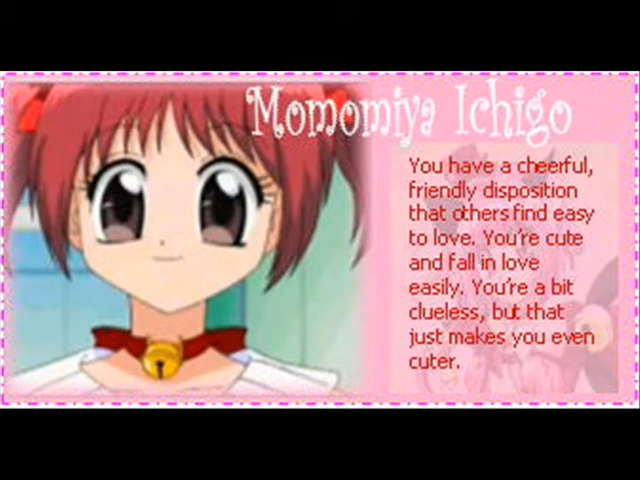 Momomiya Ichigo
You have a cheerful,
friendly disposition
that others find easy
to love. You're cute
and fall in love
easily. You're a bit
clueless, but that
just makes you even
cuter.